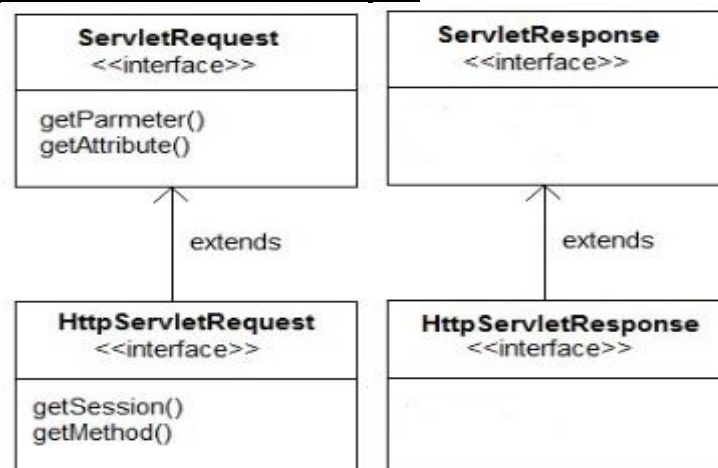 ServletRequest
<<interface>>
getParmeter()
getAttribute()
ServletResponse
<<interface>>
extends
extends
HttpServletRequest
<<interface>>
getSession()
getMethod()
HttpServletResponse
<<interface>>